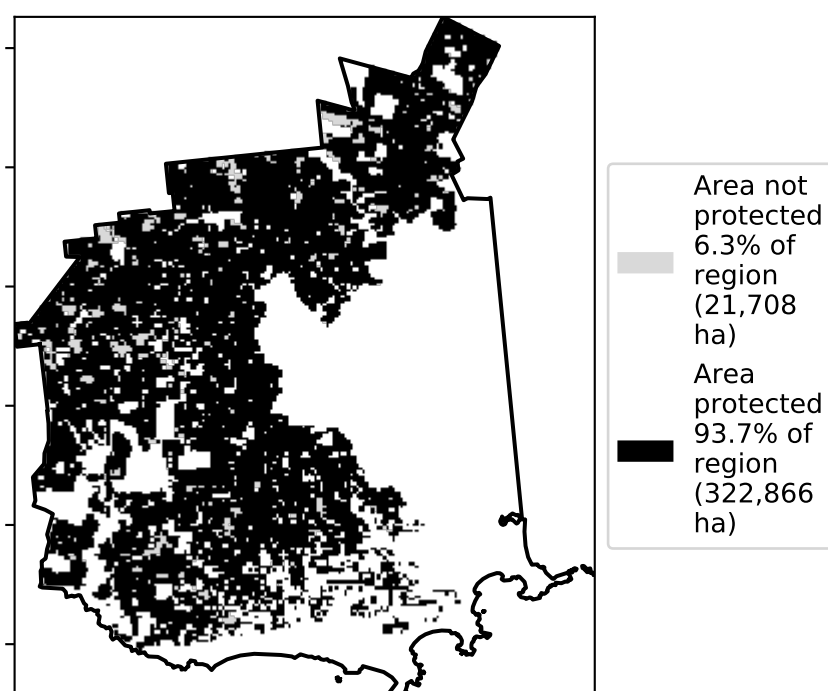 Area not
protected
6.3% of
region
(21,708
ha)
Area
protected
93.7% of
region
(322,866
ha)